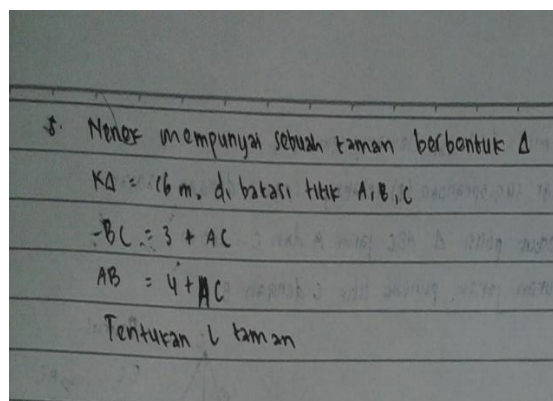 5. Nenek mempunyai sebuah taman berbentuk Δ
KΔ = 16 m. di batasi titik A, B, C
-BC = 3 + AC
AB = 4 + AC
Tentukan L taman